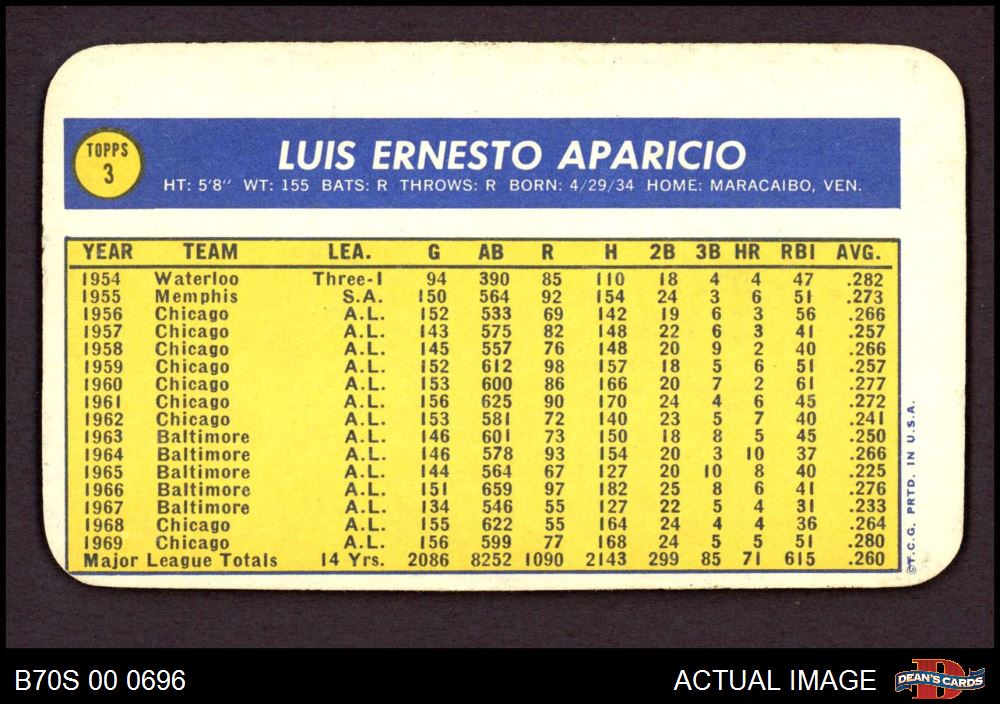 TOPPS
3
LUIS ERNESTO APARICIO
HT: 5'8" WT: 155 BATS: R THROWS: R BORN: 4/29/34 HOME: MARACAIBO, VEN.
YEAR TEAM LEA. G AB R H 2B 3B HR RBI AVG.
1954 Waterloo Three-I 94 390 85 110 18 4 4 47 .282
1955 Memphis S.A. 150 564 92 154 24 3 6 51 .273
1956 Chicago A.L. 152 533 69 142 19 6 3 56 .266
1957 Chicago A.L. 143 575 82 148 22 6 3 41 .257
1958 Chicago A.L. 145 557 76 148 20 9 2 40 .266
1959 Chicago A.L. 152 612 98 157 18 5 6 51 .257
1960 Chicago A.L. 153 600 86 166 20 7 2 61 .277
1961 Chicago A.L. 156 625 90 170 24 4 6 45 .272
1962 Chicago A.L. 153 581 72 140 23 5 7 40 .241
1963 Baltimore A.L. 146 601 73 150 18 8 5 45 .250
1964 Baltimore A.L. 146 578 93 154 20 3 10 37 .266
1965 Baltimore A.L. 144 564 67 127 20 10 8 40 .225
1966 Baltimore A.L. 151 659 97 182 25 8 6 41 .276
1967 Baltimore A.L. 134 546 55 127 22 5 4 31 .233
1968 Chicago A.L. 155 622 55 164 24 4 4 36 .264
1969 Chicago A.L. 156 599 77 168 24 5 5 51 .280
Major League Totals 14 Yrs. 2086 8252 1090 2143 299 85 71 615 .260
©T.C.G. PRTD. IN U.S.A.
B70S 00 0696
ACTUAL IMAGE
D
DEAN'S CARDS